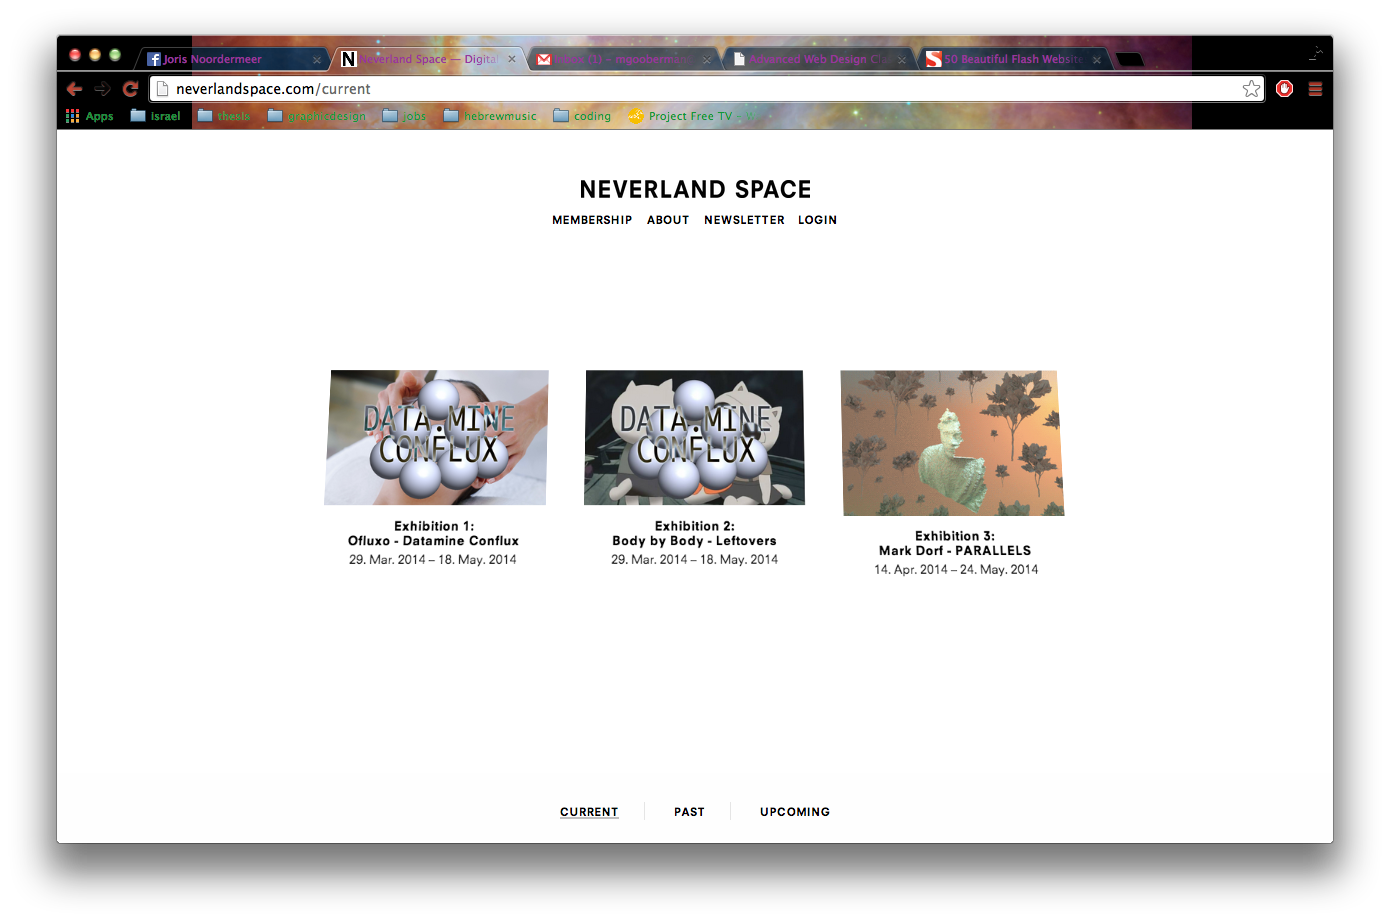 Joris Noordermeer
Neverland Space — Digital
Advanced Web Design Cl
50 Beautiful Flash Website
neverlandspace.com/current
Apps
Israel
thesis
graphicdesign
jobs
hebrewmusic
coding
Project Free TV
NEVERLAND SPACE
MEMBERSHIP ABOUT NEWSLETTER LOGIN
DATA.MINE
CONFLUX
DATA.MINE
CONFLUX
Exhibition 1:
Ofluxo - Datamine Conflux
29. Mar. 2014 – 18. May. 2014
Exhibition 2:
Body by Body - Leftovers
29. Mar. 2014 – 18. May. 2014
Exhibition 3:
Mark Dorf - PARALLELS
14. Apr. 2014 – 24. May. 2014
CURRENT PAST UPCOMING